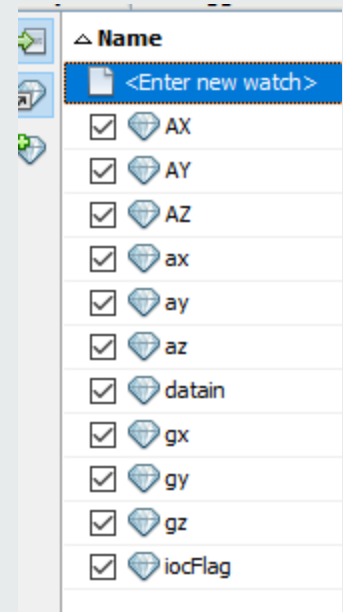 Name
<Enter new watch>
AX
AY
AZ
ax
ay
az
datain
gx
gy
gz
iocFlag